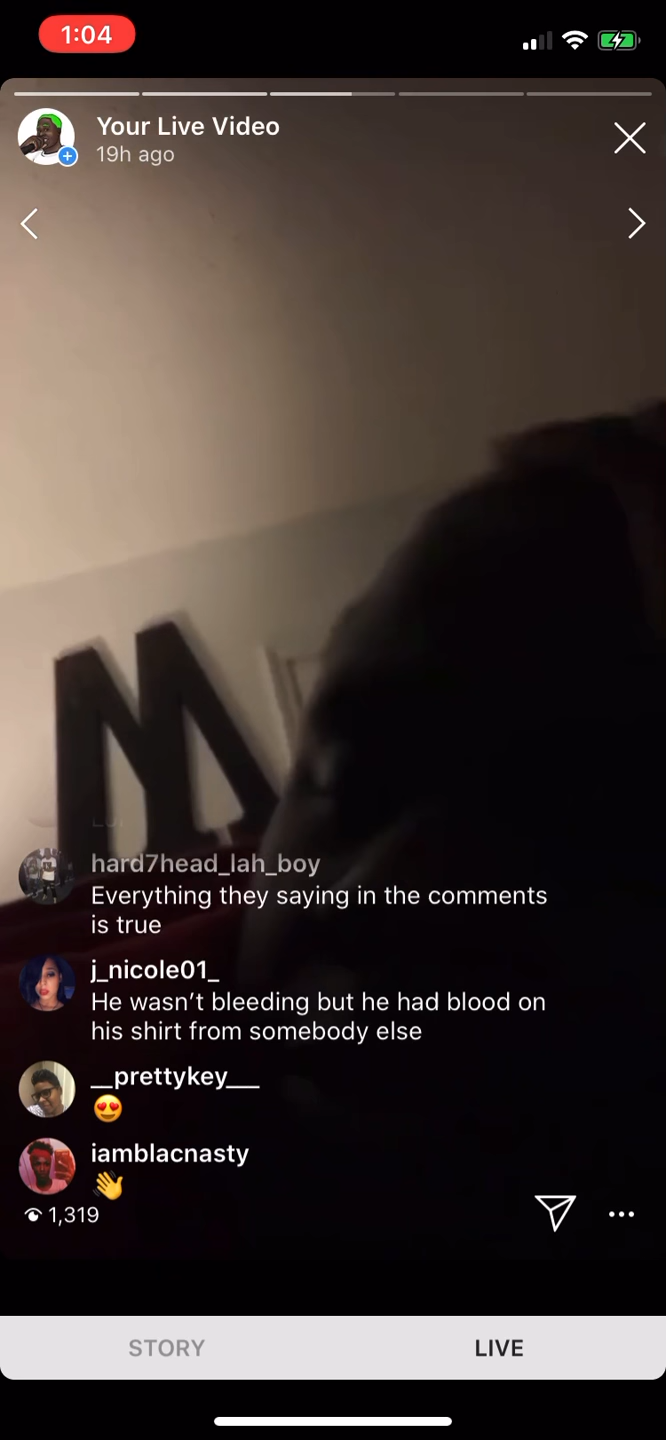 1:04
Your Live Video
19h ago
hard7head_lah_boy
Everything they saying in the comments
is true
j_nicole01_
He wasn’t bleeding but he had blood on
his shirt from somebody else
__prettykey___
😍
iamblacnasty
👋
1,319
STORY
LIVE